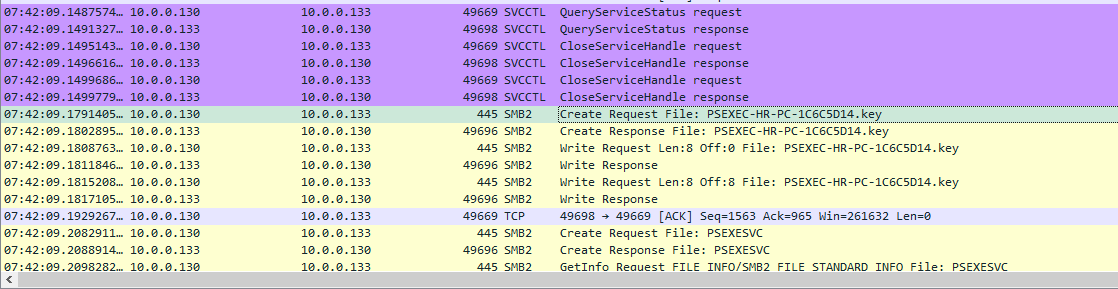 07:42:09.1487574… 10.0.0.130 10.0.0.133 49669 SVCCTL QueryServiceStatus request
07:42:09.1491327… 10.0.0.133 10.0.0.130 49698 SVCCTL QueryServiceStatus response
07:42:09.1495143… 10.0.0.130 10.0.0.133 49669 SVCCTL CloseServiceHandle request
07:42:09.1496616… 10.0.0.133 10.0.0.130 49698 SVCCTL CloseServiceHandle response
07:42:09.1499686… 10.0.0.130 10.0.0.133 49669 SVCCTL CloseServiceHandle request
07:42:09.1499779… 10.0.0.133 10.0.0.130 49698 SVCCTL CloseServiceHandle response
07:42:09.1791405… 10.0.0.130 10.0.0.133 445 SMB2 Create Request File: PSEXEC-HR-PC-1C6C5D14.key
07:42:09.1802895… 10.0.0.133 10.0.0.130 49696 SMB2 Create Response File: PSEXEC-HR-PC-1C6C5D14.key
07:42:09.1808763… 10.0.0.130 10.0.0.133 445 SMB2 Write Request Len:8 Off:0 File: PSEXEC-HR-PC-1C6C5D14.key
07:42:09.1811846… 10.0.0.133 10.0.0.130 49696 SMB2 Write Response
07:42:09.1815208… 10.0.0.130 10.0.0.133 445 SMB2 Write Request Len:8 Off:8 File: PSEXEC-HR-PC-1C6C5D14.key
07:42:09.1817105… 10.0.0.133 10.0.0.130 49696 SMB2 Write Response
07:42:09.1929267… 10.0.0.130 10.0.0.133 49669 TCP 49698 → 49669 [ACK] Seq=1563 Ack=965 Win=261632 Len=0
07:42:09.2082911… 10.0.0.130 10.0.0.133 445 SMB2 Create Request File: PSEXESVC
07:42:09.2088914… 10.0.0.133 10.0.0.130 49696 SMB2 Create Response File: PSEXESVC
07:42:09.2098282… 10.0.0.130 10.0.0.133 445 SMB2 GetInfo Request FILE_INFO/SMB2_FILE_STANDARD_INFO File: PSEXESVC